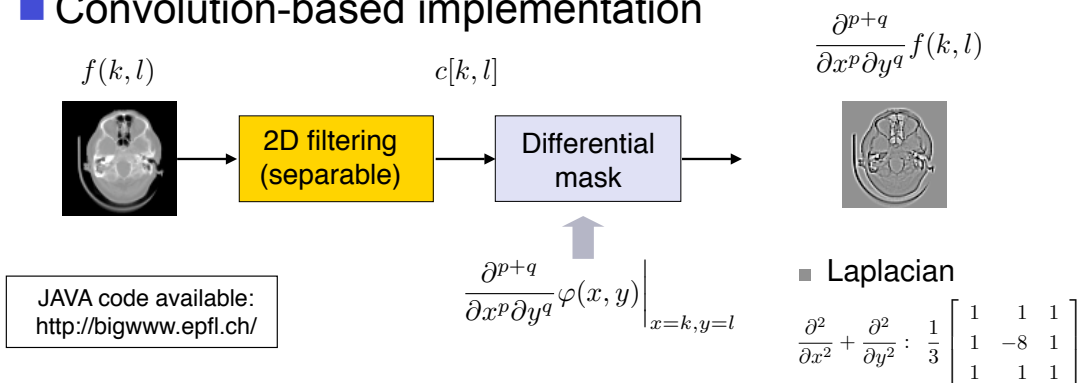 Convolution-based implementation
f(k, l)
c[k, l]
∂^{p+q}/∂x^p∂y^q f(k, l)
2D filtering
(separable)
Differential
mask
∂^{p+q}/∂x^p∂y^q φ(x, y)|_{x=k,y=l}
JAVA code available:
http://bigwww.epfl.ch/
Laplacian
∂²/∂x² + ∂²/∂y² : 1/3 [1 1 1
1 −8 1
1 1 1]